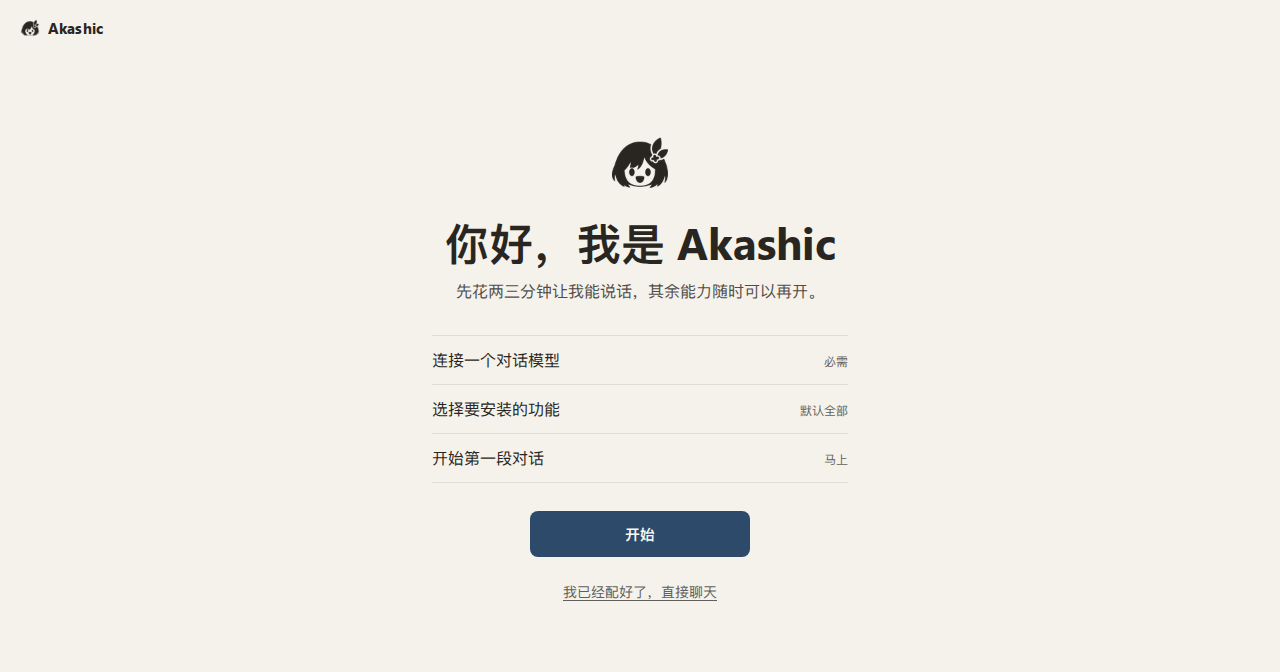 Akashic
你好，我是 Akashic
先花两三分钟让我能说话，其余能力随时可以再开。
连接一个对话模型 必需
选择要安装的功能 默认全部
开始第一段对话 马上
开始
我已经配好了，直接聊天